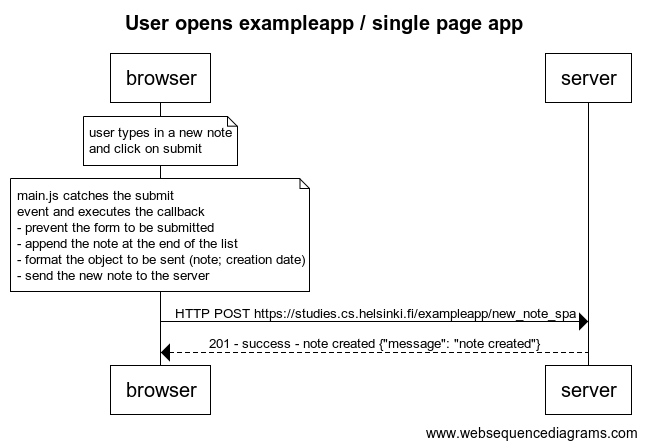 User opens exampleapp / single page app
browser
server
user types in a new note
and click on submit
main.js catches the submit
event and executes the callback
- prevent the form to be submitted
- append the note at the end of the list
- format the object to be sent (note; creation date)
- send the new note to the server
HTTP POST https://studies.cs.helsinki.fi/exampleapp/new_note_spa
201 - success - note created {"message": "note created"}
browser
server
www.websequencediagrams.com